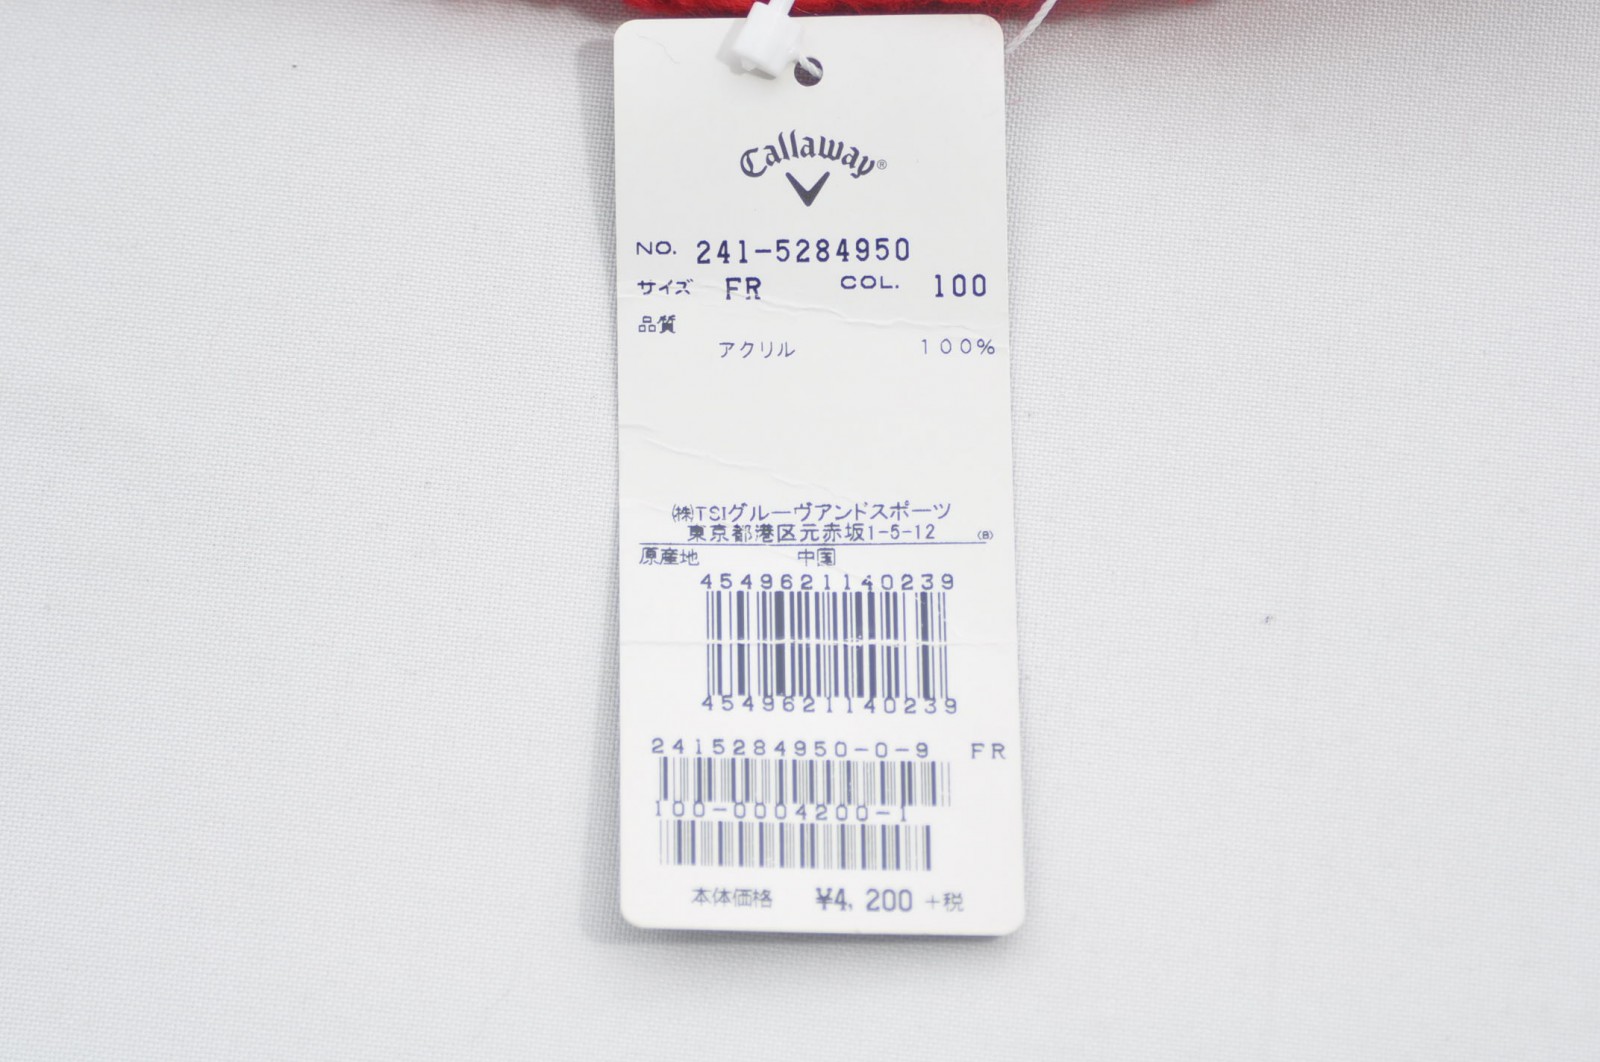 Callaway®
NO. 241-5284950
サイズ FR COL. 100
品質
アクリル 100%
㈱TSIグルーヴアンドスポーツ
東京都港区元赤坂1-5-12 (B)
原産地 中国
4549621140239
4549621140239
2415284950-0-9 FR
100-0004200-1
本体価格 ¥4,200 +税